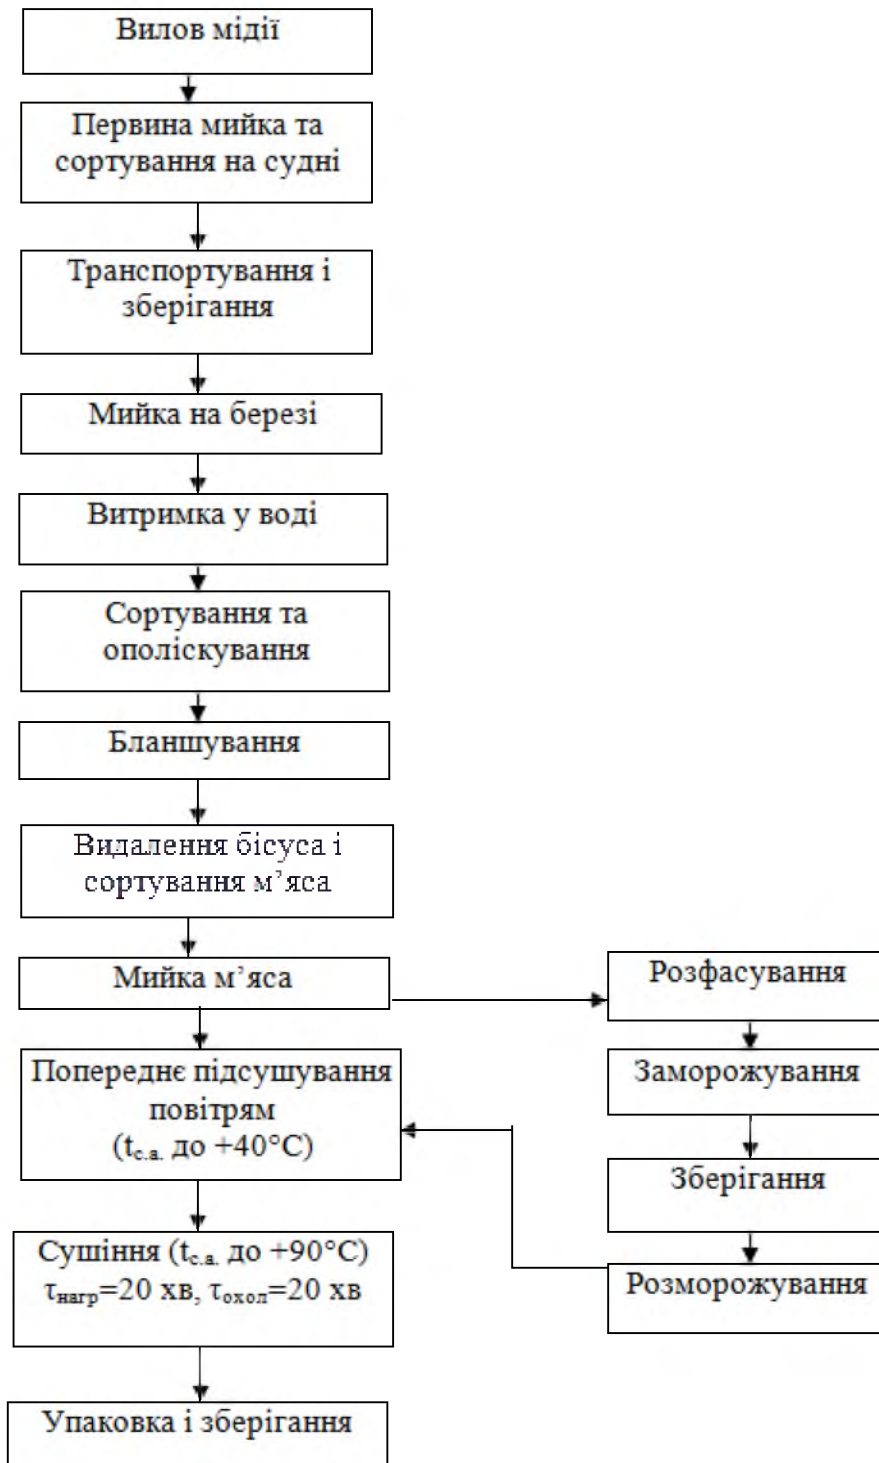 Вилов мідії
Первина мийка та
сортування на судні
Транспортування і
зберігання
Мийка на березі
Витримка у воді
Сортування та
ополіскування
Бланшування
Видалення бісуса і
сортування м’яса
Мийка м’яса
Попереднє підсушування
повітрям
(tс.а. до +40°С)
Сушіння (tс.а. до +90°С)
τнагр=20 хв, τохол=20 хв
Упаковка і зберігання
Розфасування
Заморожування
Зберігання
Розморожування